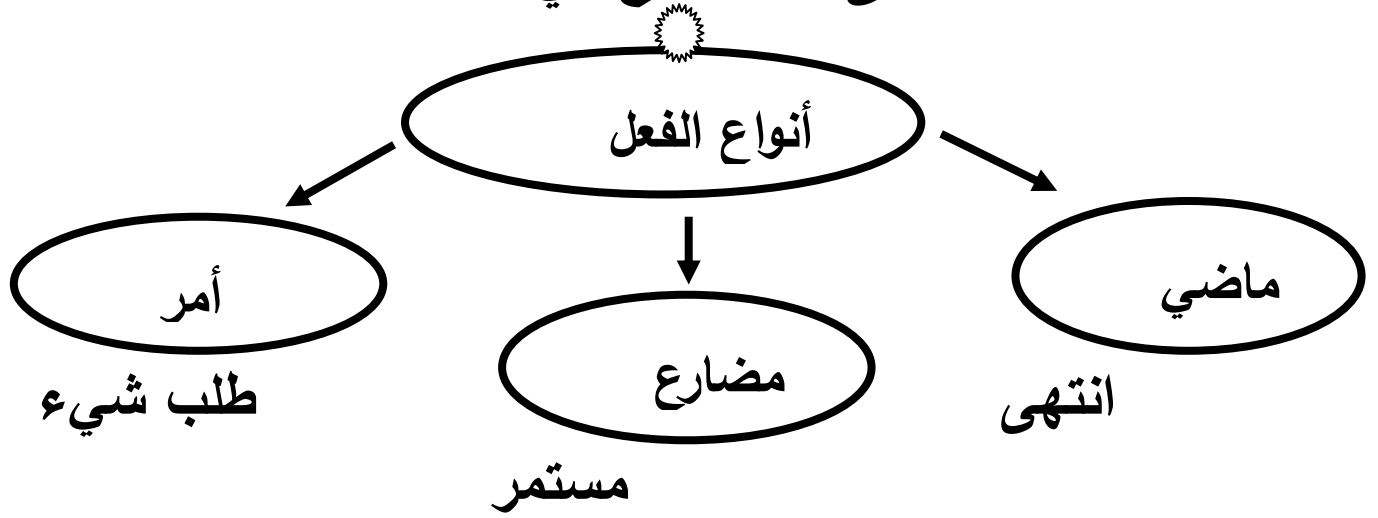 أنواع الفعل
ماضي
انتهى
مضارع
مستمر
أمر
طلب شيء